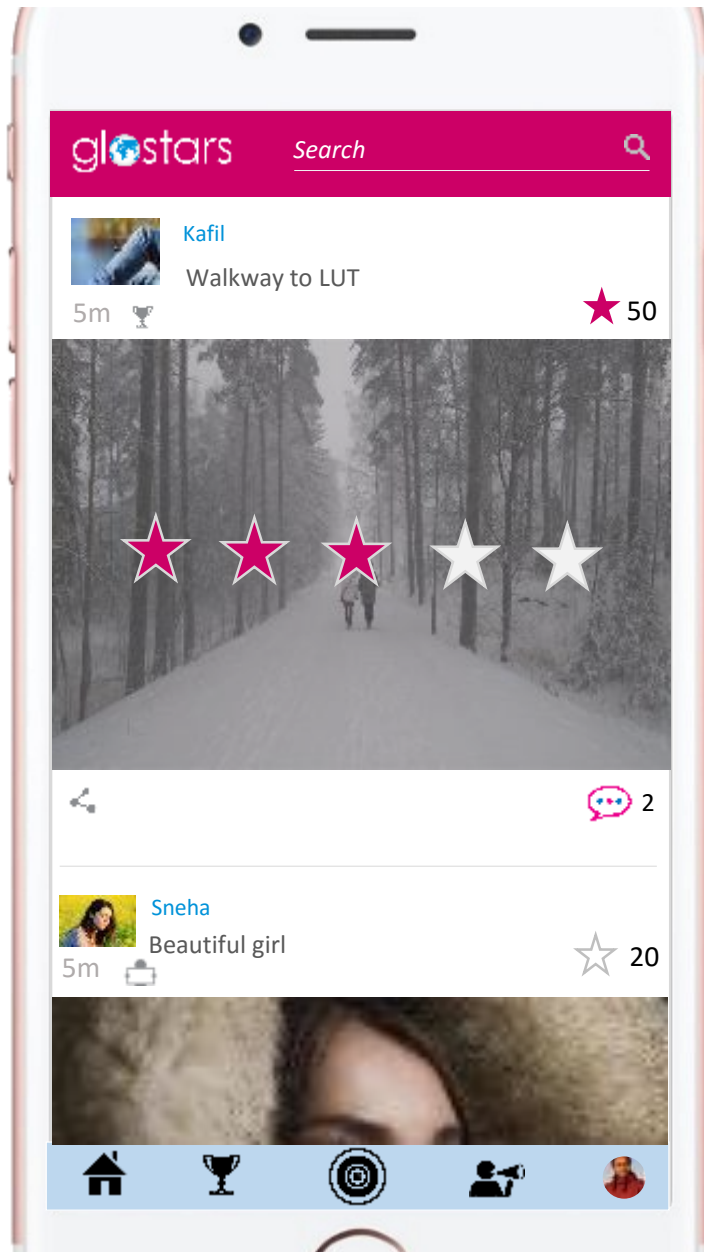 glostars
Search
Kafil
Walkway to LUT
5m
50
2
Sneha
Beautiful girl
5m
20